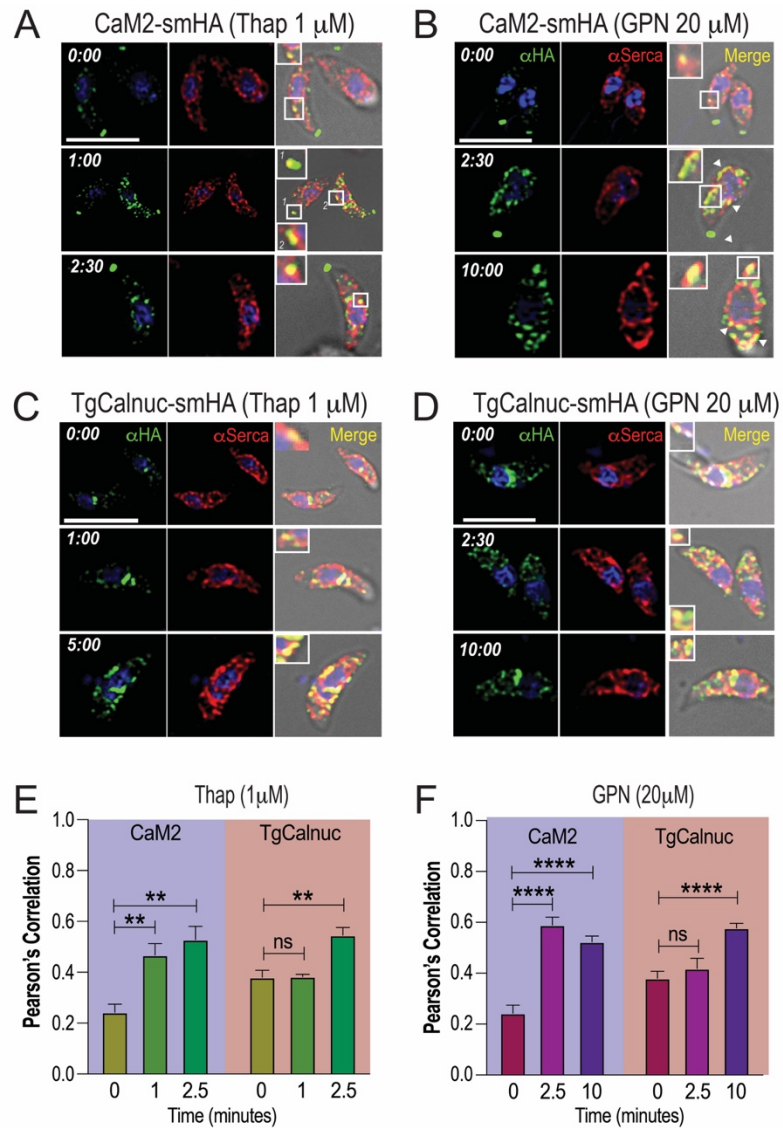 A
CaM2-smHA (Thap 1 μM)
0:00
1:00
1
1
2
2
2:30
B
CaM2-smHA (GPN 20 μM)
0:00
αHA
αSerca
Merge
2:30
10:00
C
TgCalnuc-smHA (Thap 1 μM)
0:00
αHA
αSerca
Merge
1:00
5:00
D
TgCalnuc-smHA (GPN 20 μM)
0:00
αHA
αSerca
Merge
2:30
10:00
E
Thap (1μM)
CaM2
TgCalnuc
Pearson's Correlation
1.0
0.8
0.6
0.4
0.2
0.0
**
**
**
ns
0 1 2.5 0 1 2.5
Time (minutes)
F
GPN (20μM)
CaM2
TgCalnuc
Pearson's Correlation
1.0
0.8
0.6
0.4
0.2
0.0
****
****
****
ns
0 2.5 10 0 2.5 10
Time (minutes)